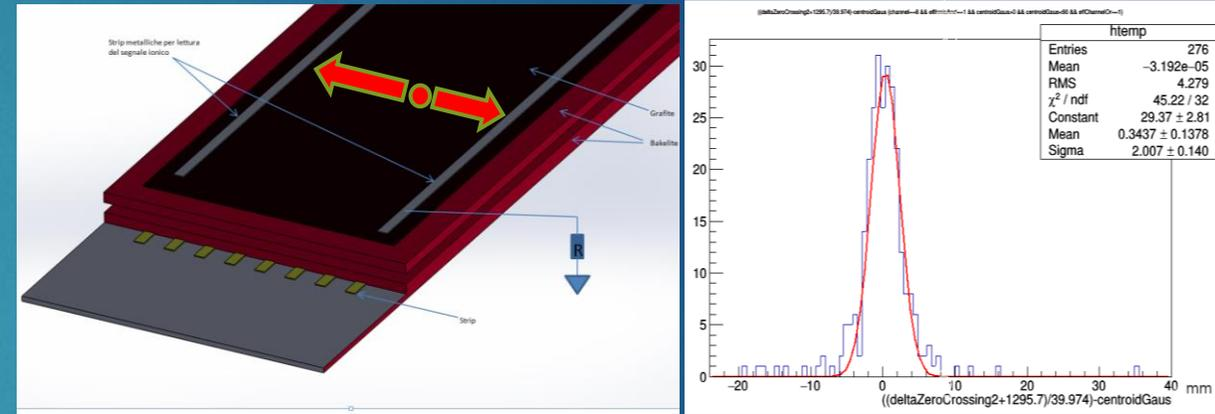 Strip metalliche per lettura
del segnale ionico
Grafite
Bakelite
R
Strip
htemp
Entries 276
Mean −3.192e−05
RMS 4.279
χ² / ndf 45.22 / 32
Constant 29.37 ± 2.81
Mean 0.3437 ± 0.1378
Sigma 2.007 ± 0.140
30
25
20
15
10
5
0
−20 −10 0 10 20 30 40 mm
((deltaZeroCrossing2+1295.7)/39.974)-centroidGaus